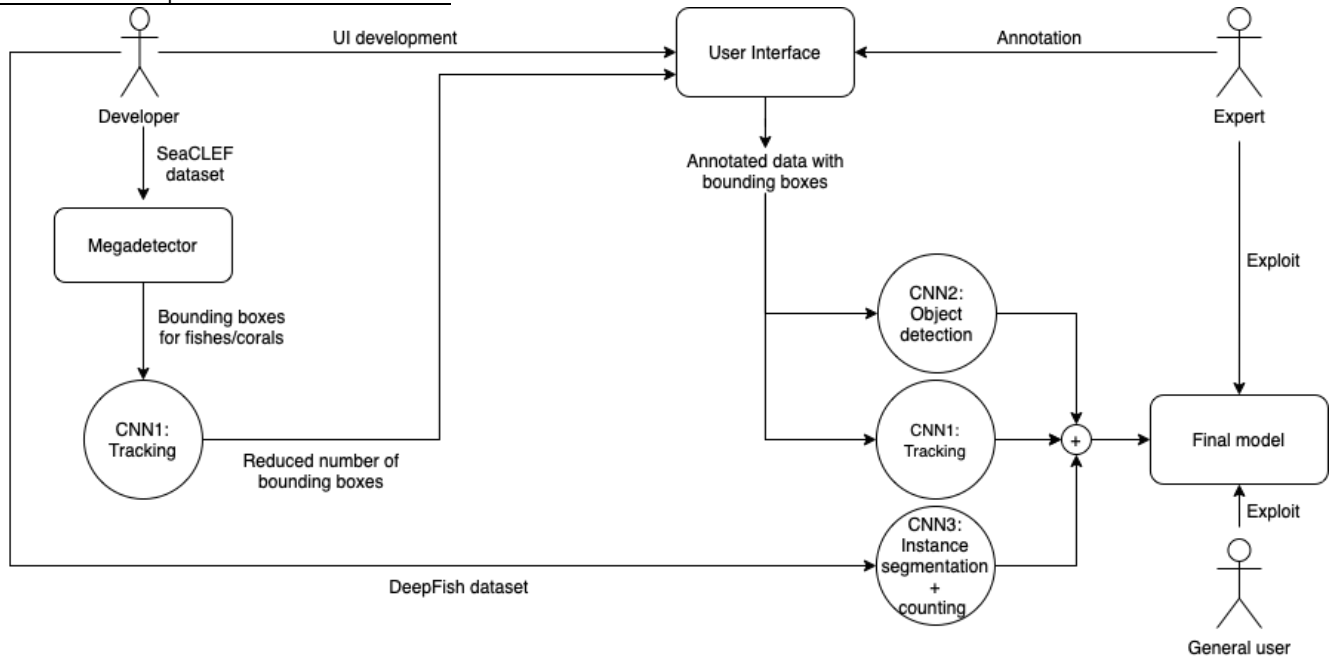 UI development
User Interface
Annotation
Developer
Expert
SeaCLEF
dataset
Annotated data with
bounding boxes
Megadetector
Exploit
CNN2:
Object
detection
Bounding boxes
for fishes/corals
CNN1:
Tracking
CNN1:
Tracking
+
Final model
Reduced number of
bounding boxes
Exploit
CNN3:
Instance
segmentation
+
counting
DeepFish dataset
General user